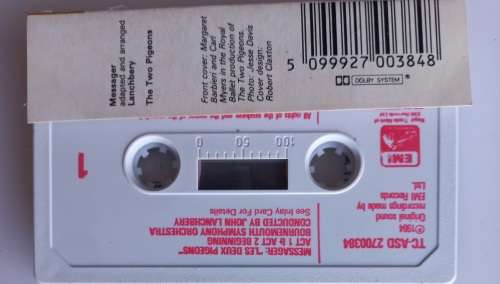 Messager
adapted and arranged
Lanchbery
The Two Pigeons
Front cover: Margaret
Barbieri and Carl
Myers in the Royal
Ballet production of
The Two Pigeons.
Photo: Jesse Davis
Cover design:
Robert Claxton
5 099927 003848
DOLBY SYSTEM
1
0 50 100
EMI
TC-ASD 2700384
℗1984
Original sound
recordings made by
EMI Records
Ltd.
MESSAGER: "LES DEUX PIGEONS"
ACT 1 & ACT 2 BEGINNING
BOURNEMOUTH SYMPHONY ORCHESTRA
CONDUCTED BY JOHN LANCHBERY
See Inlay Card For Details